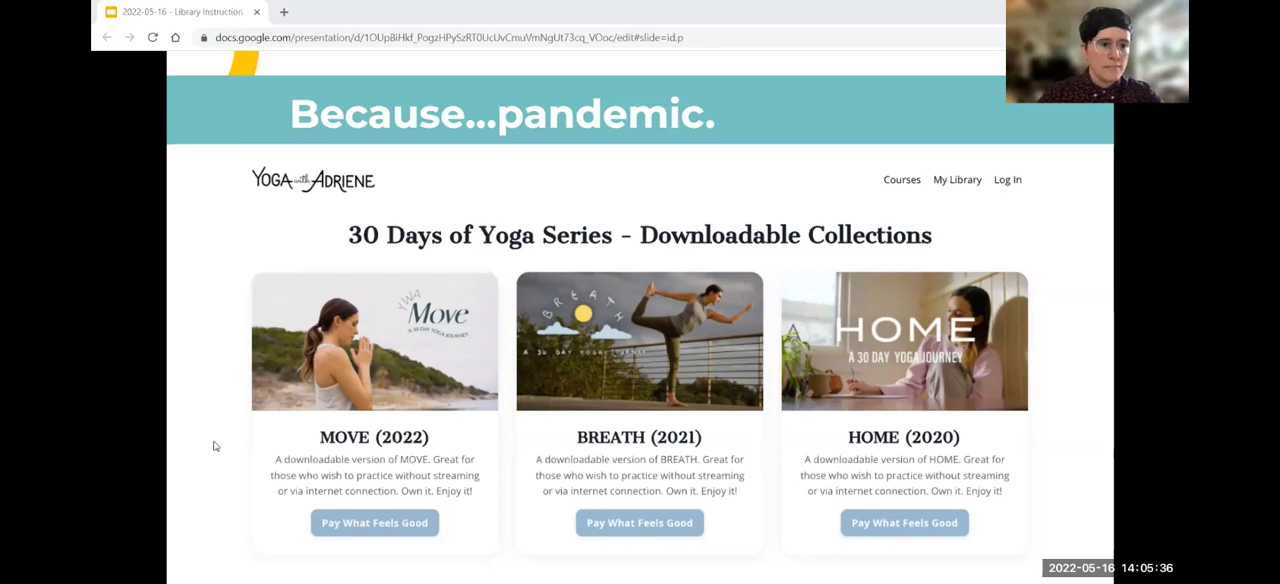 2022-05-16 - Library Instruction
docs.google.com/presentation/d/1OUpBiHkf_PogzHPySzRT0UcUvCmuVmNgUt73cq_VOoc/edit#slide=id.p
Because...pandemic.
YOGA with ADRIENE
Courses My Library Log In
30 Days of Yoga Series - Downloadable Collections
YWA Move
A 30 DAY YOGA JOURNEY
BREATH
A 30 DAY YOGA JOURNEY
HOME
A 30 DAY YOGA JOURNEY
MOVE (2022)
A downloadable version of MOVE. Great for
those who wish to practice without streaming
or via internet connection. Own it. Enjoy it!
Pay What Feels Good
BREATH (2021)
A downloadable version of BREATH. Great for
those who wish to practice without streaming
or via internet connection. Own it. Enjoy it!
Pay What Feels Good
HOME (2020)
A downloadable version of HOME. Great for
those who wish to practice without streaming
or via internet connection. Own it. Enjoy it!
Pay What Feels Good
2022-05-16 14:05:36